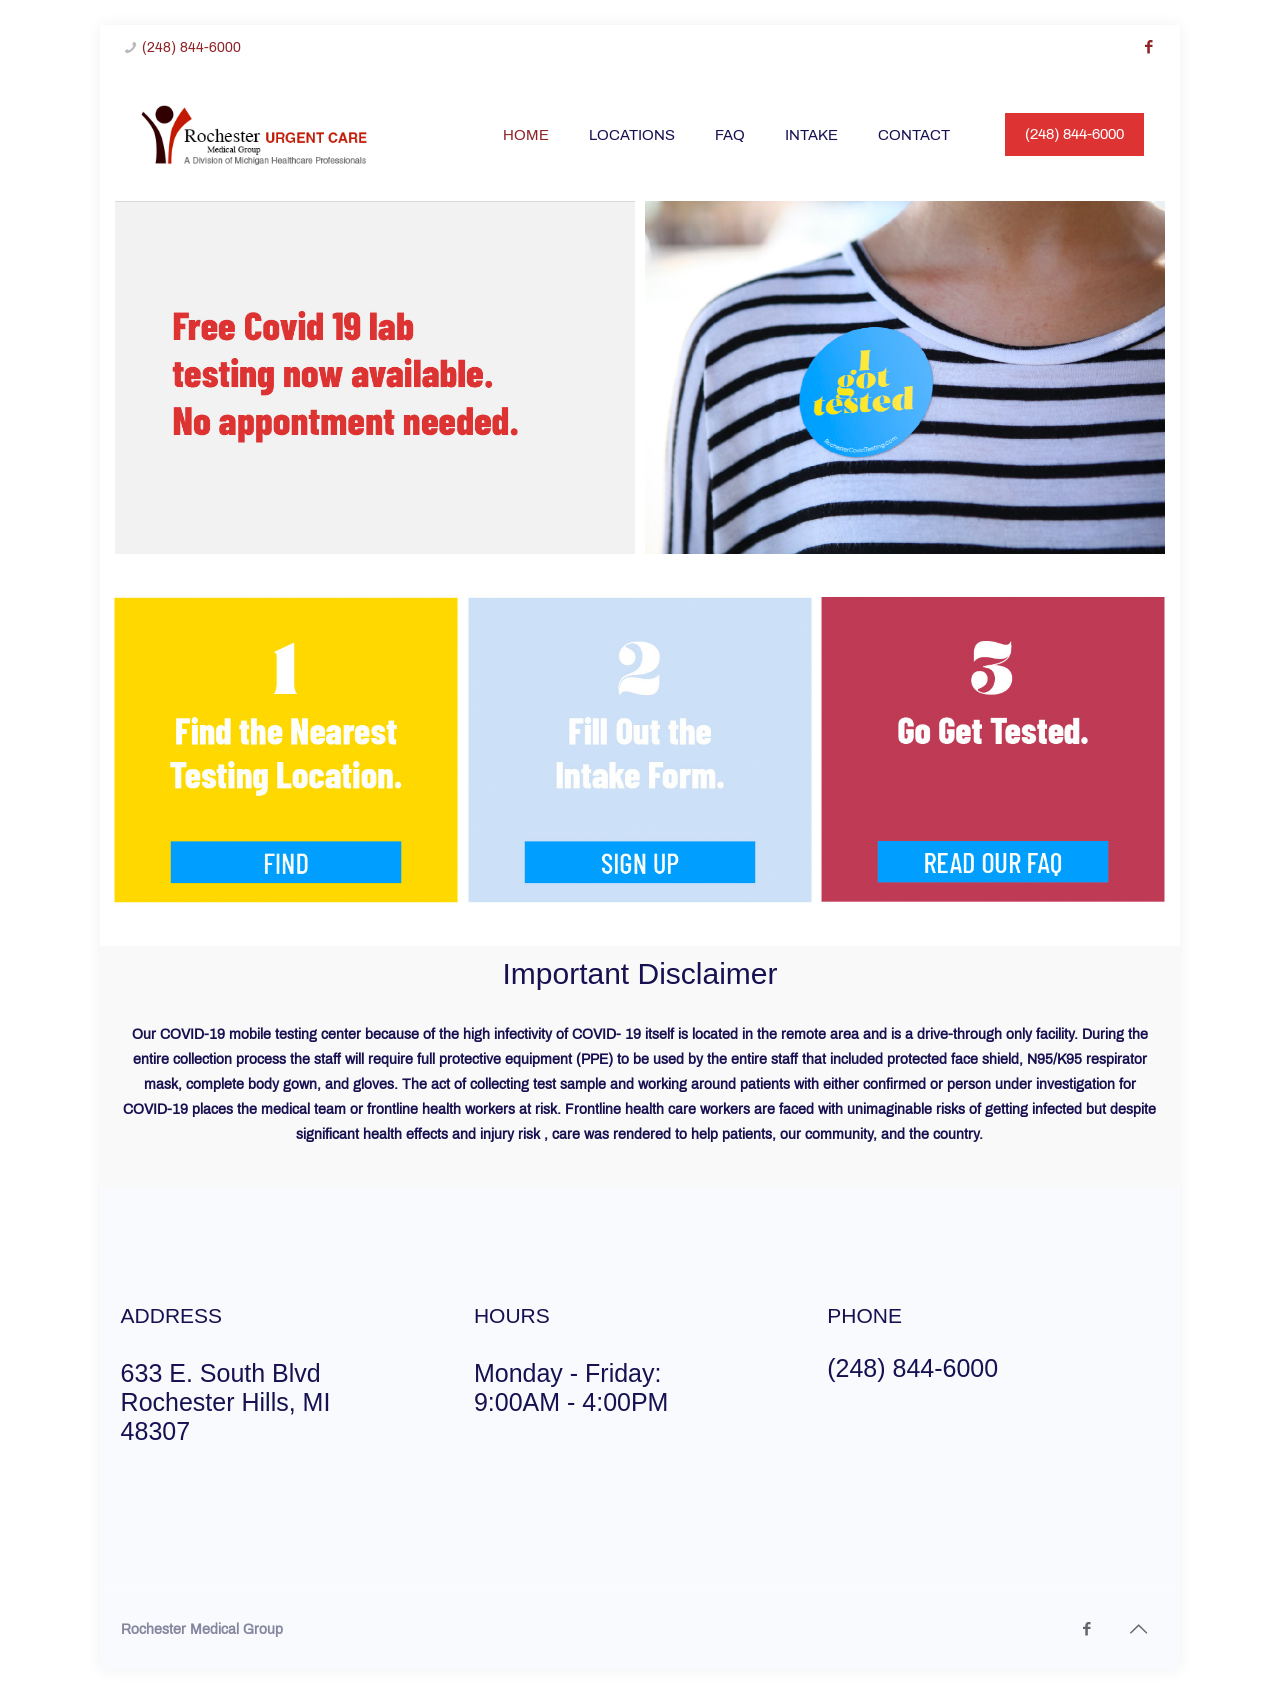 (248) 844-6000
Rochester URGENT CARE
Medical Group
A Division of Michigan Healthcare Professionals
HOME LOCATIONS FAQ INTAKE CONTACT (248) 844-6000
Free Covid 19 lab
testing now available.
No appontment needed.
I
got
tested
RochesterCovidTesting.com
1
Find the Nearest
Testing Location.
FIND
2
Fill Out the
Intake Form.
SIGN UP
3
Go Get Tested.
READ OUR FAQ
Important Disclaimer
Our COVID-19 mobile testing center because of the high infectivity of COVID- 19 itself is located in the remote area and is a drive-through only facility. During the
entire collection process the staff will require full protective equipment (PPE) to be used by the entire staff that included protected face shield, N95/K95 respirator
mask, complete body gown, and gloves. The act of collecting test sample and working around patients with either confirmed or person under investigation for
COVID-19 places the medical team or frontline health workers at risk. Frontline health care workers are faced with unimaginable risks of getting infected but despite
significant health effects and injury risk , care was rendered to help patients, our community, and the country.
ADDRESS
633 E. South Blvd
Rochester Hills, MI
48307
HOURS
Monday - Friday:
9:00AM - 4:00PM
PHONE
(248) 844-6000
Rochester Medical Group